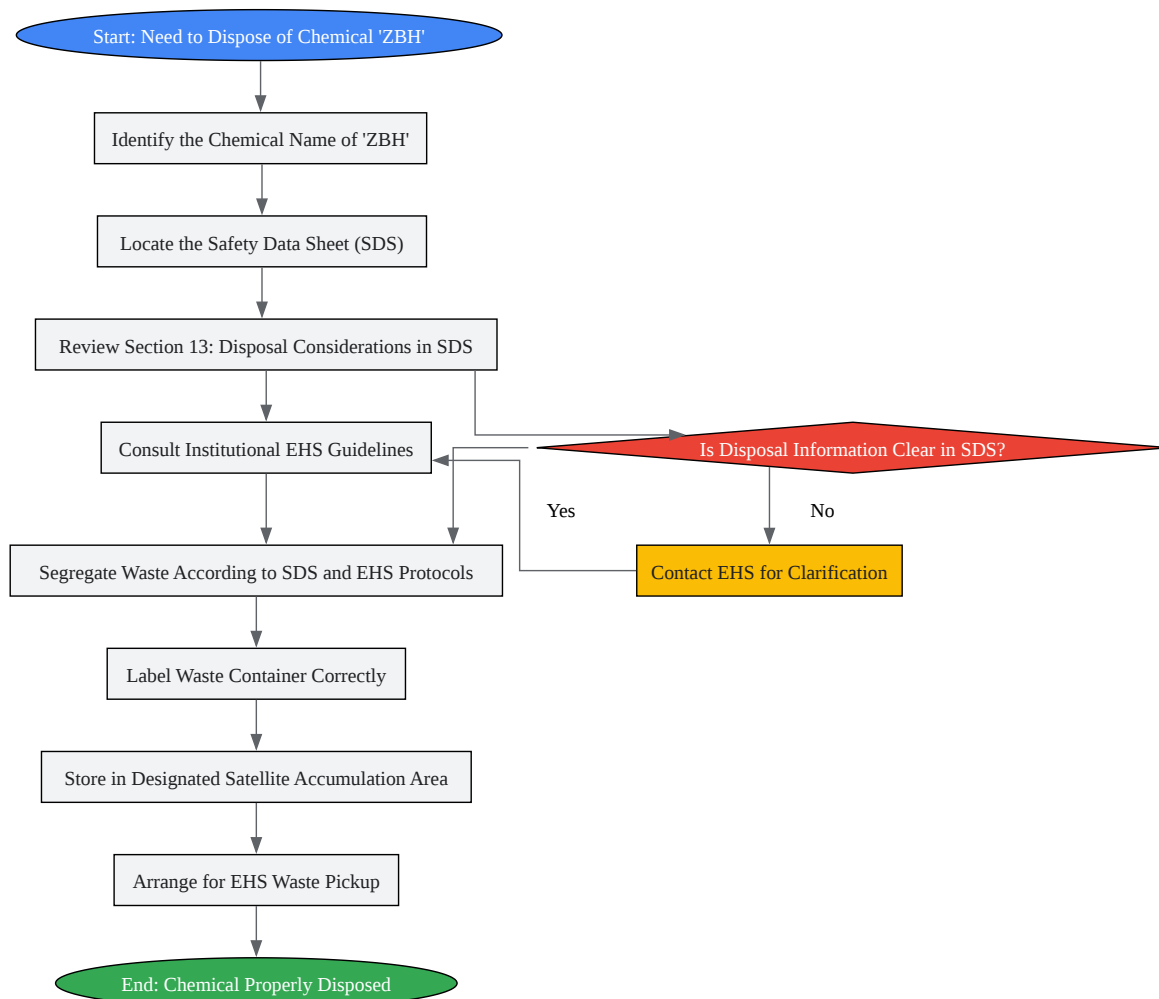 Start: Need to Dispose of Chemical 'ZBH'
Identify the Chemical Name of 'ZBH'
Locate the Safety Data Sheet (SDS)
Review Section 13: Disposal Considerations in SDS
Consult Institutional EHS Guidelines
Is Disposal Information Clear in SDS?
Yes
No
Segregate Waste According to SDS and EHS Protocols
Contact EHS for Clarification
Label Waste Container Correctly
Store in Designated Satellite Accumulation Area
Arrange for EHS Waste Pickup
End: Chemical Properly Disposed